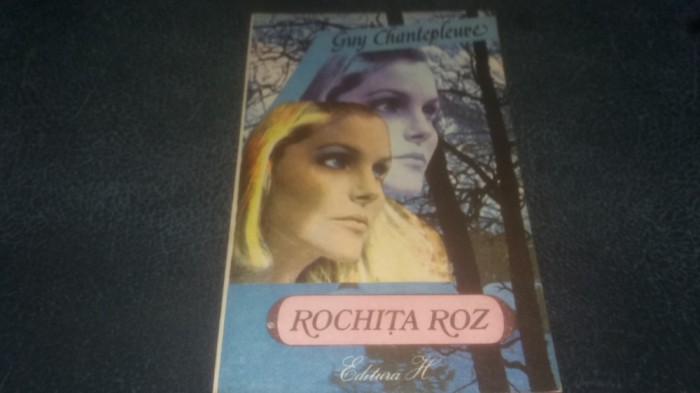 Guy Chantepleure
ROCHIȚA ROZ
Editura H